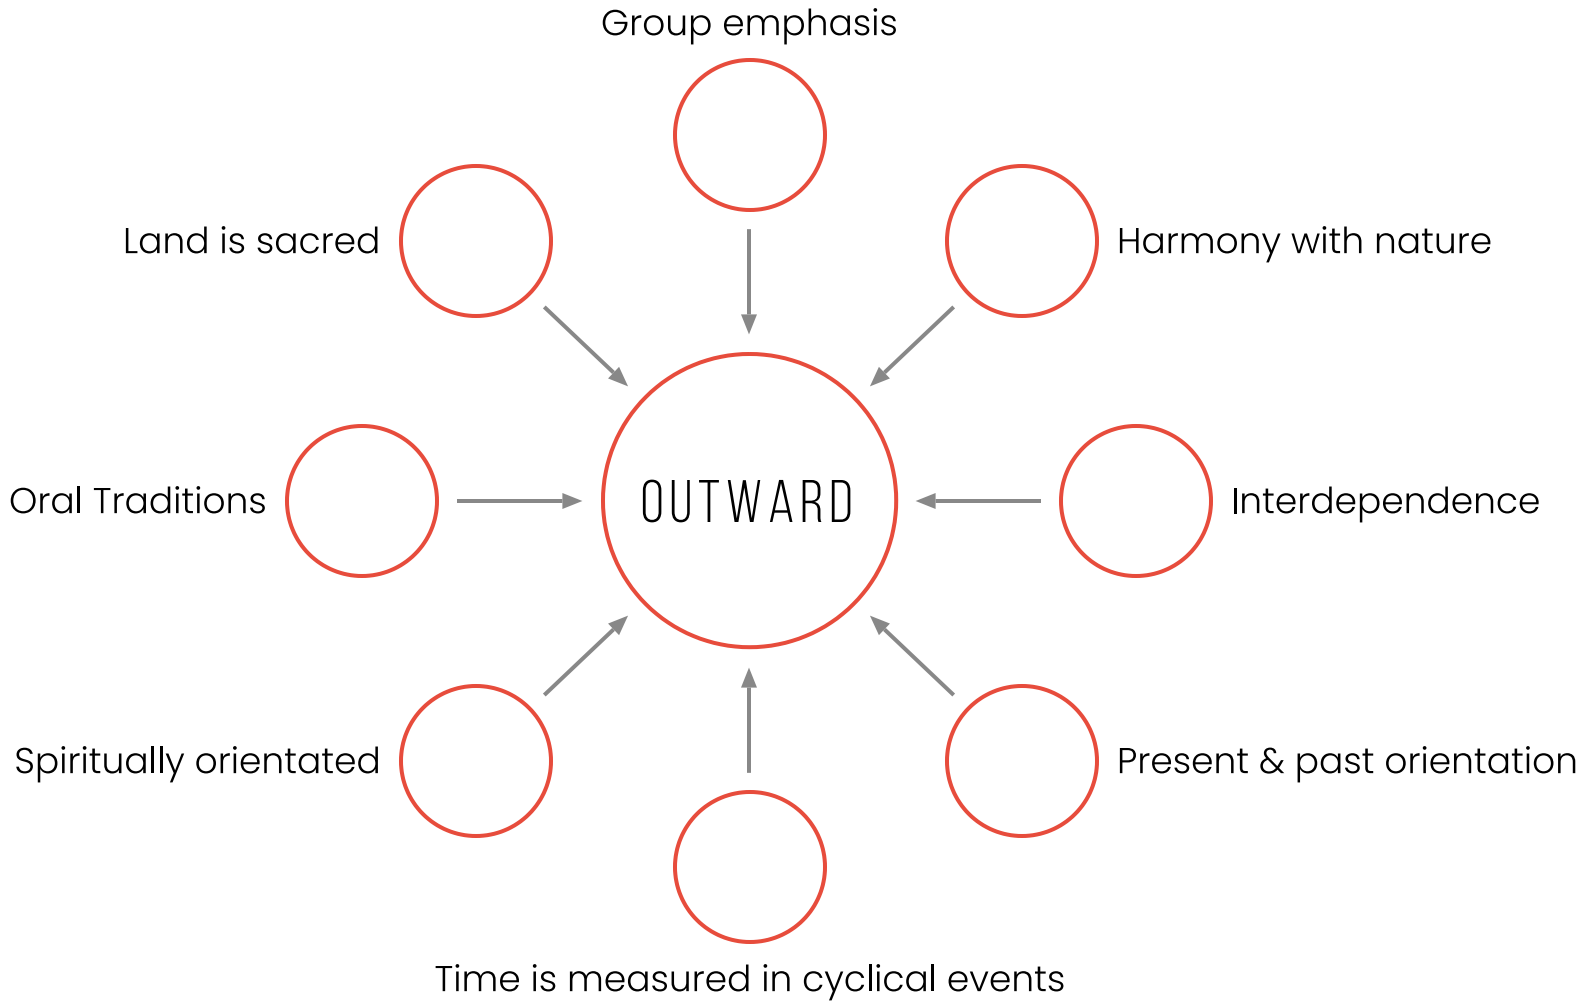 Group emphasis
Land is sacred
Harmony with nature
Oral Traditions
OUTWARD
Interdependence
Spiritually orientated
Present & past orientation
Time is measured in cyclical events